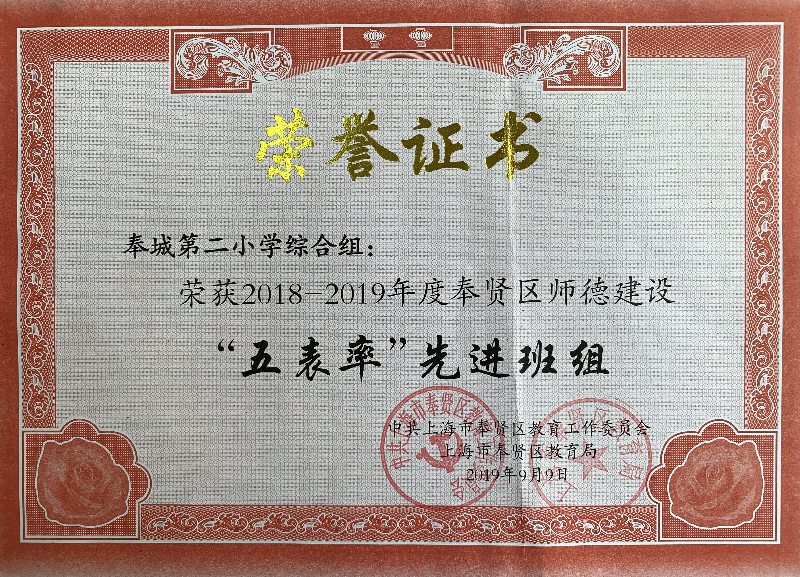 荣誉证书
奉城第二小学综合组：
荣获2018-2019年度奉贤区师德建设
“五表率”先进班组
中共上海市奉贤区教育工作委员会
上海市奉贤区教育局
2019年9月9日